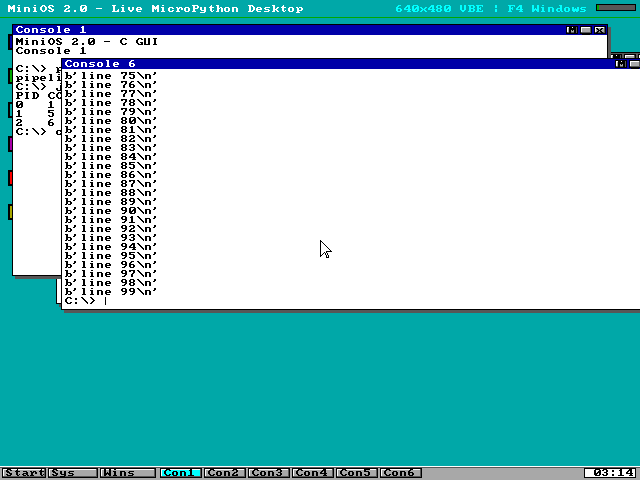 MiniOS 2.0 - Live MicroPython Desktop
640x480 VBE | F4 Windows
Console 1
MiniOS 2.0 - C GUI
Console 1
C:\>
pipeli
C:\>
PID CO
0 1
1 5
2 6
C:\>
Console 6
b'line 75\n'
b'line 76\n'
b'line 77\n'
b'line 78\n'
b'line 79\n'
b'line 80\n'
b'line 81\n'
b'line 82\n'
b'line 83\n'
b'line 84\n'
b'line 85\n'
b'line 86\n'
b'line 87\n'
b'line 88\n'
b'line 89\n'
b'line 90\n'
b'line 91\n'
b'line 92\n'
b'line 93\n'
b'line 94\n'
b'line 95\n'
b'line 96\n'
b'line 97\n'
b'line 98\n'
b'line 99\n'
C:\> |
Start Sys Wins Con1 Con2 Con3 Con4 Con5 Con6 03:14